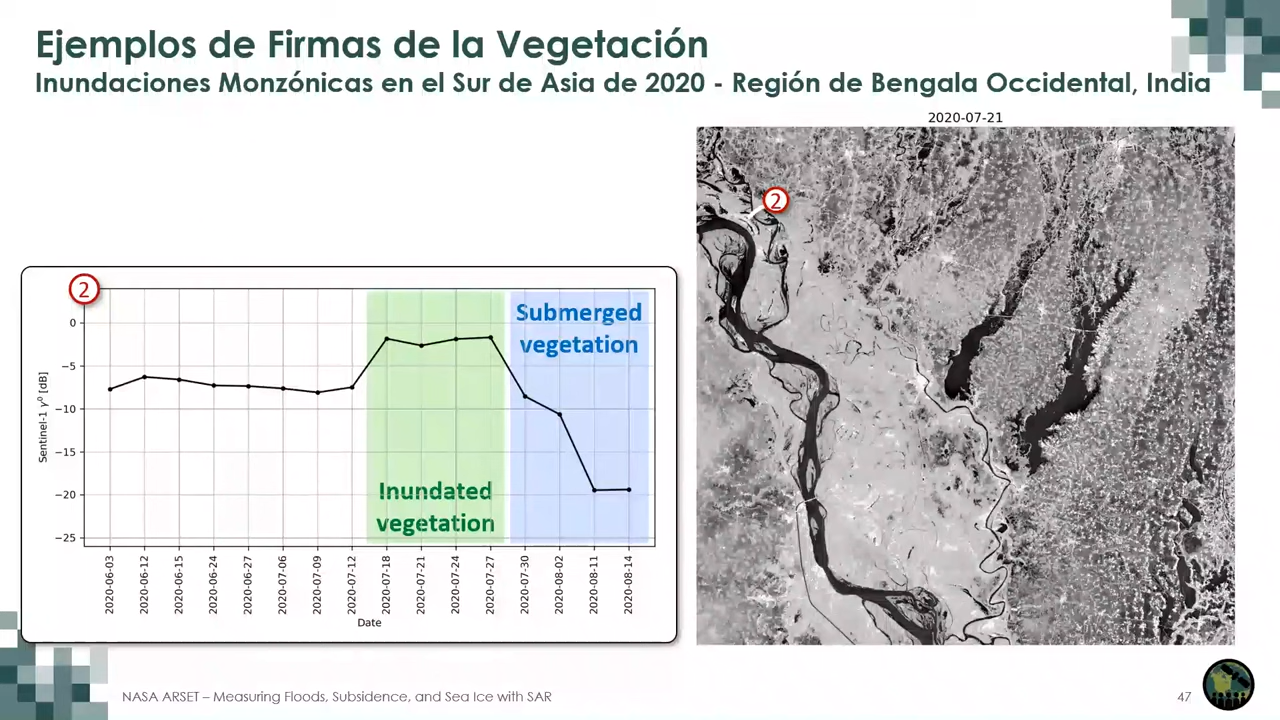 Ejemplos de Firmas de la Vegetación
Inundaciones Monzónicas en el Sur de Asia de 2020 - Región de Bengala Occidental, India
2020-07-21
2
2
Submerged
vegetation
Inundated
vegetation
0
−5
−10
−15
−20
−25
Sentinel-1 γ⁰ [dB]
2020-06-03
2020-06-12
2020-06-15
2020-06-24
2020-06-27
2020-07-06
2020-07-09
2020-07-12
2020-07-18
2020-07-21
2020-07-24
2020-07-27
2020-07-30
2020-08-02
2020-08-11
2020-08-14
Date
NASA ARSET – Measuring Floods, Subsidence, and Sea Ice with SAR
47